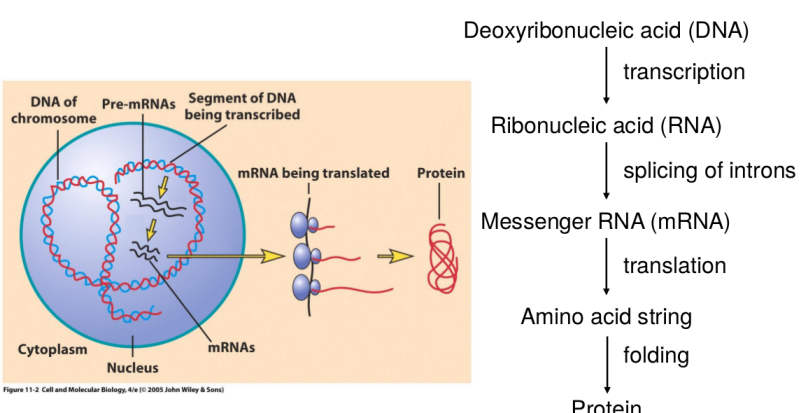 Deoxyribonucleic acid (DNA)
transcription
Ribonucleic acid (RNA)
splicing of introns
Messenger RNA (mRNA)
translation
Amino acid string
folding
Protein
DNA of
chromosome
Pre-mRNAs
Segment of DNA
being transcribed
mRNA being translated
Protein
Cytoplasm
Nucleus
mRNAs
Figure 11-2 Cell and Molecular Biology, 4/e (© 2005 John Wiley & Sons)